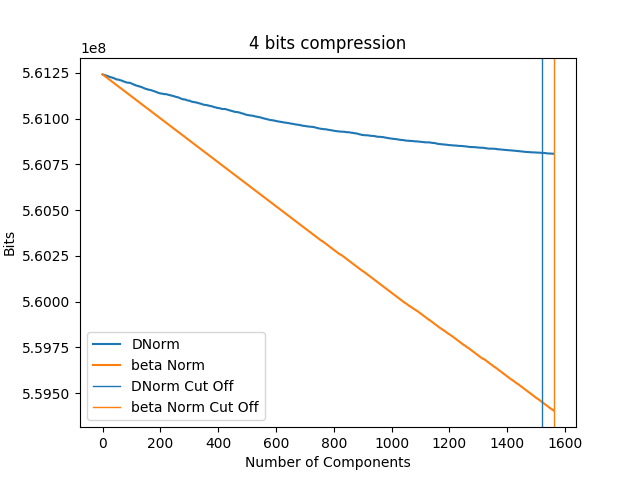 4 bits compression
1e8
5.6125
5.6100
5.6075
5.6050
5.6025
5.6000
5.5975
5.5950
Bits
DNorm
beta Norm
DNorm Cut Off
beta Norm Cut Off
0 200 400 600 800 1000 1200 1400 1600
Number of Components